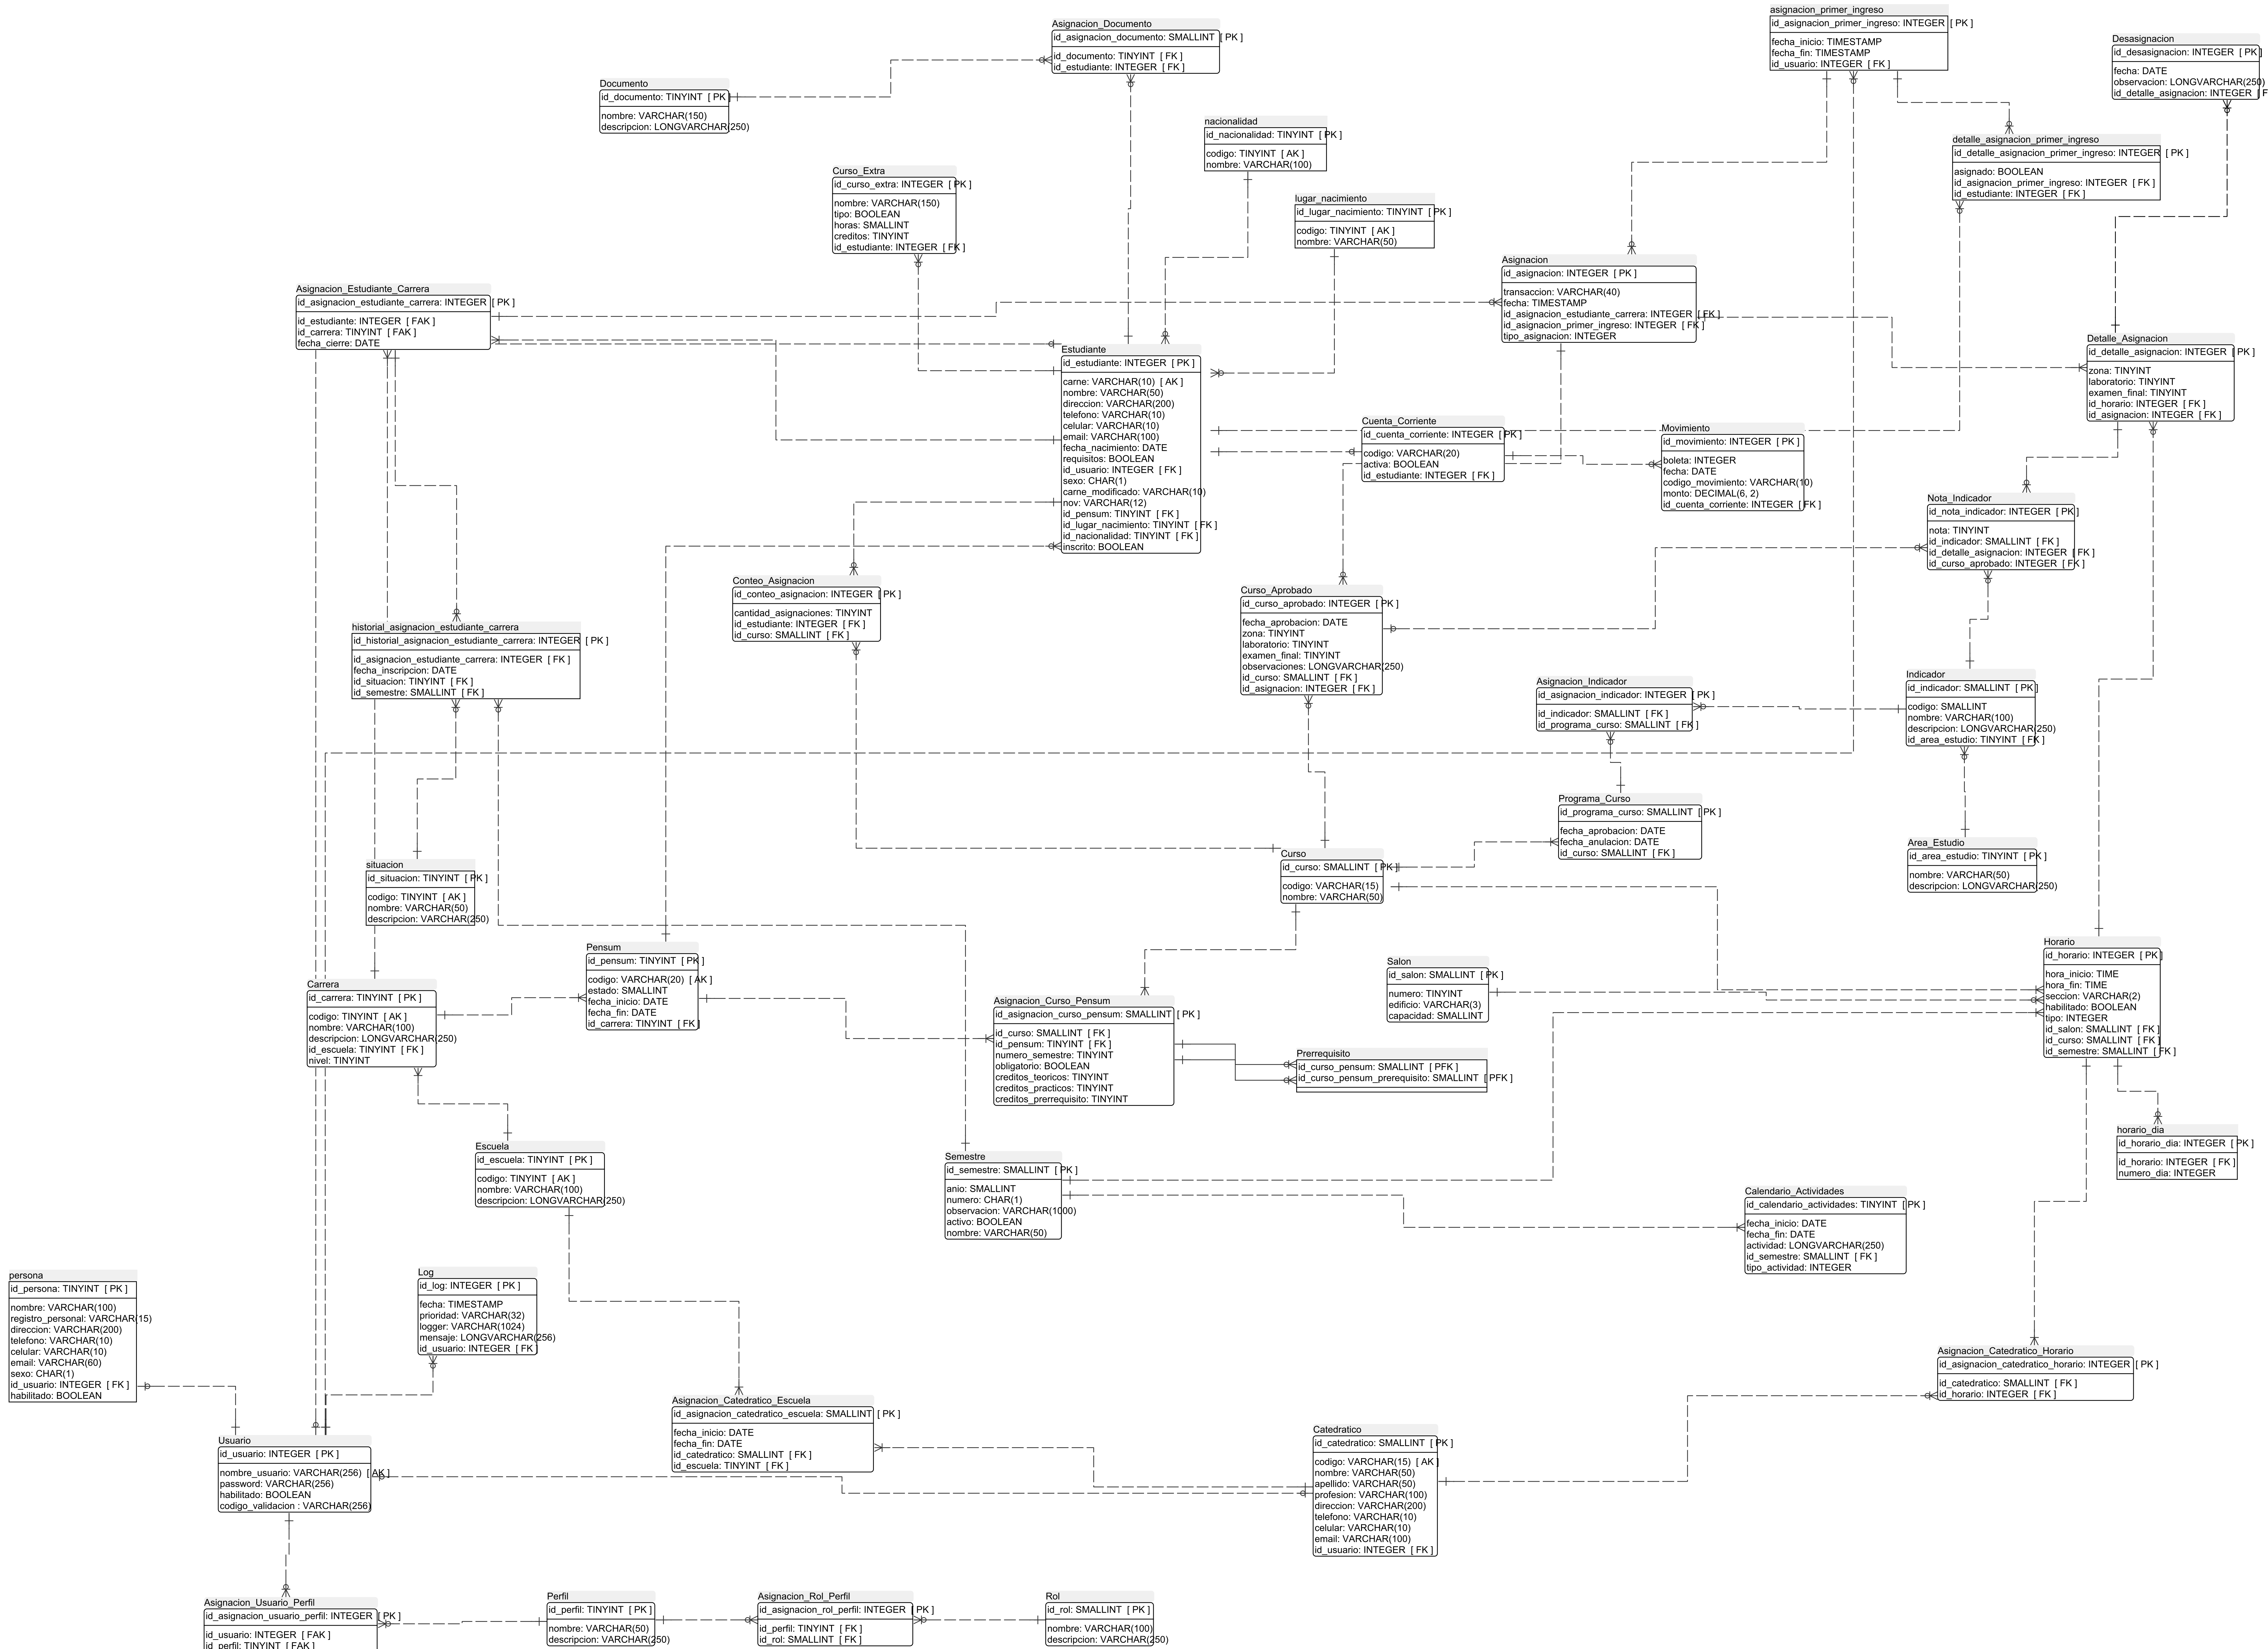 Asignacion_Documento
id_asignacion_documento: SMALLINT [ PK ]
id_documento: TINYINT [ FK ]
id_estudiante: INTEGER [ FK ]
asignacion_primer_ingreso
id_asignacion_primer_ingreso: INTEGER [ PK ]
fecha_inicio: TIMESTAMP
fecha_fin: TIMESTAMP
id_usuario: INTEGER [ FK ]
Desasignacion
id_desasignacion: INTEGER [ PK ]
fecha: DATE
observacion: LONGVARCHAR(250)
id_detalle_asignacion: INTEGER [ F
Documento
id_documento: TINYINT [ PK ]
nombre: VARCHAR(150)
descripcion: LONGVARCHAR(250)
nacionalidad
id_nacionalidad: TINYINT [ PK ]
codigo: TINYINT [ AK ]
nombre: VARCHAR(100)
detalle_asignacion_primer_ingreso
id_detalle_asignacion_primer_ingreso: INTEGER [ PK ]
asignado: BOOLEAN
id_asignacion_primer_ingreso: INTEGER [ FK ]
id_estudiante: INTEGER [ FK ]
Curso_Extra
id_curso_extra: INTEGER [ PK ]
nombre: VARCHAR(150)
tipo: BOOLEAN
horas: SMALLINT
creditos: TINYINT
id_estudiante: INTEGER [ FK ]
lugar_nacimiento
id_lugar_nacimiento: TINYINT [ PK ]
codigo: TINYINT [ AK ]
nombre: VARCHAR(50)
Asignacion
id_asignacion: INTEGER [ PK ]
transaccion: VARCHAR(40)
fecha: TIMESTAMP
id_asignacion_estudiante_carrera: INTEGER [ FK ]
id_asignacion_primer_ingreso: INTEGER [ FK ]
tipo_asignacion: INTEGER
Asignacion_Estudiante_Carrera
id_asignacion_estudiante_carrera: INTEGER [ PK ]
id_estudiante: INTEGER [ FAK ]
id_carrera: TINYINT [ FAK ]
fecha_cierre: DATE
Detalle_Asignacion
id_detalle_asignacion: INTEGER [ PK ]
zona: TINYINT
laboratorio: TINYINT
examen_final: TINYINT
id_horario: INTEGER [ FK ]
id_asignacion: INTEGER [ FK ]
Estudiante
id_estudiante: INTEGER [ PK ]
carne: VARCHAR(10) [ AK ]
nombre: VARCHAR(50)
direccion: VARCHAR(200)
telefono: VARCHAR(10)
celular: VARCHAR(10)
email: VARCHAR(100)
fecha_nacimiento: DATE
requisitos: BOOLEAN
id_usuario: INTEGER [ FK ]
sexo: CHAR(1)
carne_modificado: VARCHAR(10)
nov: VARCHAR(12)
id_pensum: TINYINT [ FK ]
id_lugar_nacimiento: TINYINT [ FK ]
id_nacionalidad: TINYINT [ FK ]
inscrito: BOOLEAN
Cuenta_Corriente
id_cuenta_corriente: INTEGER [ PK ]
codigo: VARCHAR(20)
activa: BOOLEAN
id_estudiante: INTEGER [ FK ]
Movimiento
id_movimiento: INTEGER [ PK ]
boleta: INTEGER
fecha: DATE
codigo_movimiento: VARCHAR(10)
monto: DECIMAL(6, 2)
id_cuenta_corriente: INTEGER [ FK ]
Nota_Indicador
id_nota_indicador: INTEGER [ PK ]
nota: TINYINT
id_indicador: SMALLINT [ FK ]
id_detalle_asignacion: INTEGER [ FK ]
id_curso_aprobado: INTEGER [ FK ]
Conteo_Asignacion
id_conteo_asignacion: INTEGER [ PK ]
cantidad_asignaciones: TINYINT
id_estudiante: INTEGER [ FK ]
id_curso: SMALLINT [ FK ]
Curso_Aprobado
id_curso_aprobado: INTEGER [ PK ]
fecha_aprobacion: DATE
zona: TINYINT
laboratorio: TINYINT
examen_final: TINYINT
observaciones: LONGVARCHAR(250)
id_curso: SMALLINT [ FK ]
id_asignacion: INTEGER [ FK ]
historial_asignacion_estudiante_carrera
id_historial_asignacion_estudiante_carrera: INTEGER [ PK ]
id_asignacion_estudiante_carrera: INTEGER [ FK ]
fecha_inscripcion: DATE
id_situacion: TINYINT [ FK ]
id_semestre: SMALLINT [ FK ]
Asignacion_Indicador
id_asignacion_indicador: INTEGER [ PK ]
id_indicador: SMALLINT [ FK ]
id_programa_curso: SMALLINT [ FK ]
Indicador
id_indicador: SMALLINT [ PK ]
codigo: SMALLINT
nombre: VARCHAR(100)
descripcion: LONGVARCHAR(250)
id_area_estudio: TINYINT [ FK ]
Programa_Curso
id_programa_curso: SMALLINT [ PK ]
fecha_aprobacion: DATE
fecha_anulacion: DATE
id_curso: SMALLINT [ FK ]
Area_Estudio
id_area_estudio: TINYINT [ PK ]
nombre: VARCHAR(50)
descripcion: LONGVARCHAR(250)
Curso
id_curso: SMALLINT [ PK ]
codigo: VARCHAR(15)
nombre: VARCHAR(50)
situacion
id_situacion: TINYINT [ PK ]
codigo: TINYINT [ AK ]
nombre: VARCHAR(50)
descripcion: VARCHAR(250)
Pensum
id_pensum: TINYINT [ PK ]
codigo: VARCHAR(20) [ AK ]
estado: SMALLINT
fecha_inicio: DATE
fecha_fin: DATE
id_carrera: TINYINT [ FK ]
Horario
id_horario: INTEGER [ PK ]
hora_inicio: TIME
hora_fin: TIME
seccion: VARCHAR(2)
habilitado: BOOLEAN
tipo: INTEGER
id_salon: SMALLINT [ FK ]
id_curso: SMALLINT [ FK ]
id_semestre: SMALLINT [ FK ]
Salon
id_salon: SMALLINT [ PK ]
numero: TINYINT
edificio: VARCHAR(3)
capacidad: SMALLINT
Carrera
id_carrera: TINYINT [ PK ]
codigo: TINYINT [ AK ]
nombre: VARCHAR(100)
descripcion: LONGVARCHAR(250)
id_escuela: TINYINT [ FK ]
nivel: TINYINT
Asignacion_Curso_Pensum
id_asignacion_curso_pensum: SMALLINT [ PK ]
id_curso: SMALLINT [ FK ]
id_pensum: TINYINT [ FK ]
numero_semestre: TINYINT
obligatorio: BOOLEAN
creditos_teoricos: TINYINT
creditos_practicos: TINYINT
creditos_prerrequisito: TINYINT
Prerrequisito
id_curso_pensum: SMALLINT [ PFK ]
id_curso_pensum_prerequisito: SMALLINT [ PFK ]
horario_dia
id_horario_dia: INTEGER [ PK ]
id_horario: INTEGER [ FK ]
numero_dia: INTEGER
Escuela
id_escuela: TINYINT [ PK ]
codigo: TINYINT [ AK ]
nombre: VARCHAR(100)
descripcion: LONGVARCHAR(250)
Semestre
id_semestre: SMALLINT [ PK ]
anio: SMALLINT
numero: CHAR(1)
observacion: VARCHAR(1000)
activo: BOOLEAN
nombre: VARCHAR(50)
Calendario_Actividades
id_calendario_actividades: TINYINT [ PK ]
fecha_inicio: DATE
fecha_fin: DATE
actividad: LONGVARCHAR(250)
id_semestre: SMALLINT [ FK ]
tipo_actividad: INTEGER
persona
id_persona: TINYINT [ PK ]
nombre: VARCHAR(100)
registro_personal: VARCHAR(15)
direccion: VARCHAR(200)
telefono: VARCHAR(10)
celular: VARCHAR(10)
email: VARCHAR(60)
sexo: CHAR(1)
id_usuario: INTEGER [ FK ]
habilitado: BOOLEAN
Log
id_log: INTEGER [ PK ]
fecha: TIMESTAMP
prioridad: VARCHAR(32)
logger: VARCHAR(1024)
mensaje: LONGVARCHAR(256)
id_usuario: INTEGER [ FK ]
Asignacion_Catedratico_Horario
id_asignacion_catedratico_horario: INTEGER [ PK ]
id_catedratico: SMALLINT [ FK ]
id_horario: INTEGER [ FK ]
Asignacion_Catedratico_Escuela
id_asignacion_catedratico_escuela: SMALLINT [ PK ]
fecha_inicio: DATE
fecha_fin: DATE
id_catedratico: SMALLINT [ FK ]
id_escuela: TINYINT [ FK ]
Catedratico
id_catedratico: SMALLINT [ PK ]
codigo: VARCHAR(15) [ AK ]
nombre: VARCHAR(50)
apellido: VARCHAR(50)
profesion: VARCHAR(100)
direccion: VARCHAR(200)
telefono: VARCHAR(10)
celular: VARCHAR(10)
email: VARCHAR(100)
id_usuario: INTEGER [ FK ]
Usuario
id_usuario: INTEGER [ PK ]
nombre_usuario: VARCHAR(256) [ AK ]
password: VARCHAR(256)
habilitado: BOOLEAN
codigo_validacion : VARCHAR(256)
Asignacion_Usuario_Perfil
id_asignacion_usuario_perfil: INTEGER [ PK ]
id_usuario: INTEGER [ FAK ]
id_perfil: TINYINT [ FAK ]
Perfil
id_perfil: TINYINT [ PK ]
nombre: VARCHAR(50)
descripcion: VARCHAR(250)
Asignacion_Rol_Perfil
id_asignacion_rol_perfil: INTEGER [ PK ]
id_perfil: TINYINT [ FK ]
id_rol: SMALLINT [ FK ]
Rol
id_rol: SMALLINT [ PK ]
nombre: VARCHAR(100)
descripcion: VARCHAR(250)